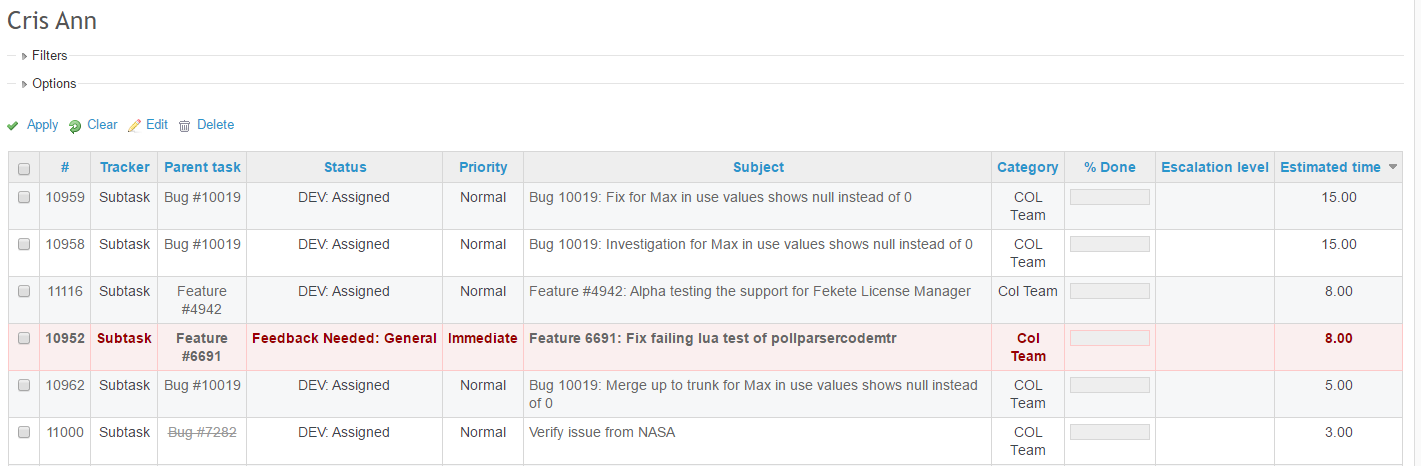 Cris Ann
Filters
Options
Apply Clear Edit Delete
# Tracker Parent task Status Priority Subject Category % Done Escalation level Estimated time
10959 Subtask Bug #10019 DEV: Assigned Normal Bug 10019: Fix for Max in use values shows null instead of 0 COL 15.00
Team
10958 Subtask Bug #10019 DEV: Assigned Normal Bug 10019: Investigation for Max in use values shows null instead of 0 COL 15.00
Team
11116 Subtask Feature DEV: Assigned Normal Feature #4942: Alpha testing the support for Fekete License Manager Col Team 8.00
#4942
10952 Subtask Feature Feedback Needed: General Immediate Feature 6691: Fix failing lua test of pollparsercodemtr Col 8.00
#6691 Team
10962 Subtask Bug #10019 DEV: Assigned Normal Bug 10019: Merge up to trunk for Max in use values shows null instead COL 5.00
of 0 Team
11000 Subtask Bug #7282 DEV: Assigned Normal Verify issue from NASA COL 3.00
Team